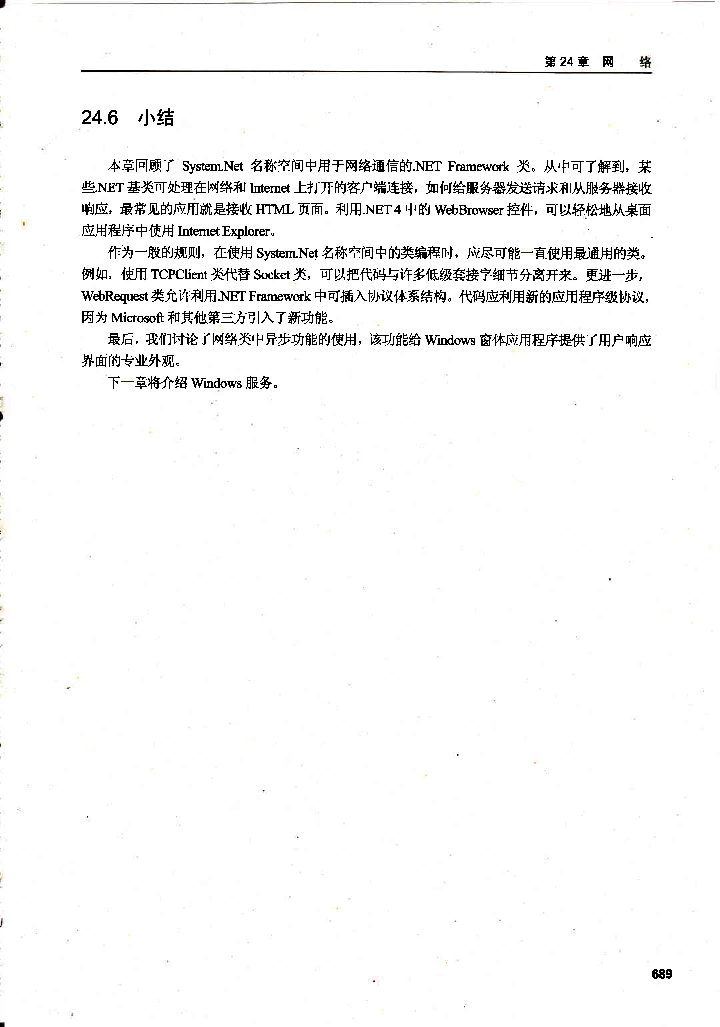 第24章 网 络
24.6 小结
本章回顾了 System.Net 名称空间中用于网络通信的.NET Framework 类。从中可了解到，某
些.NET 基类可处理在网络和 Internet 上打开的客户端连接，如何给服务器发送请求和从服务器接收
响应，最常见的应用就是接收 HTML 页面。利用.NET 4 中的 WebBrowser 控件，可以轻松地从桌面
应用程序中使用 Internet Explorer。
作为一般的规则，在使用 System.Net 名称空间中的类编程时，应尽可能一直使用最通用的类。
例如，使用 TCPClient 类代替 Socket 类，可以把代码与许多低级套接字细节分离开来。更进一步，
WebRequest 类允许利用.NET Framework 中可插入协议体系结构。代码应利用新的应用程序级协议，
因为 Microsoft 和其他第三方引入了新功能。
最后，我们讨论了网络类中异步功能的使用，该功能给 Windows 窗体应用程序提供了用户响应
界面的专业外观。
下一章将介绍 Windows 服务。
689